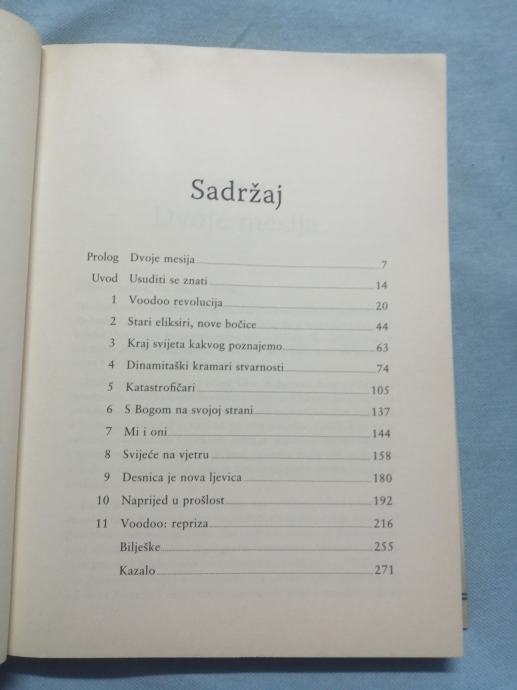 Sadržaj
Prolog Dvoje mesija 7
Uvod Usuditi se znati 14
1 Voodoo revolucija 20
2 Stari eliksiri, nove bočice 44
3 Kraj svijeta kakvog poznajemo 63
4 Dinamitaški kramari stvarnosti 74
5 Katastrofičari 105
6 S Bogom na svojoj strani 137
7 Mi i oni 144
8 Svijeće na vjetru 158
9 Desnica je nova ljevica 180
10 Naprijed u prošlost 192
11 Voodoo: repriza 216
Bilješke 255
Kazalo 271